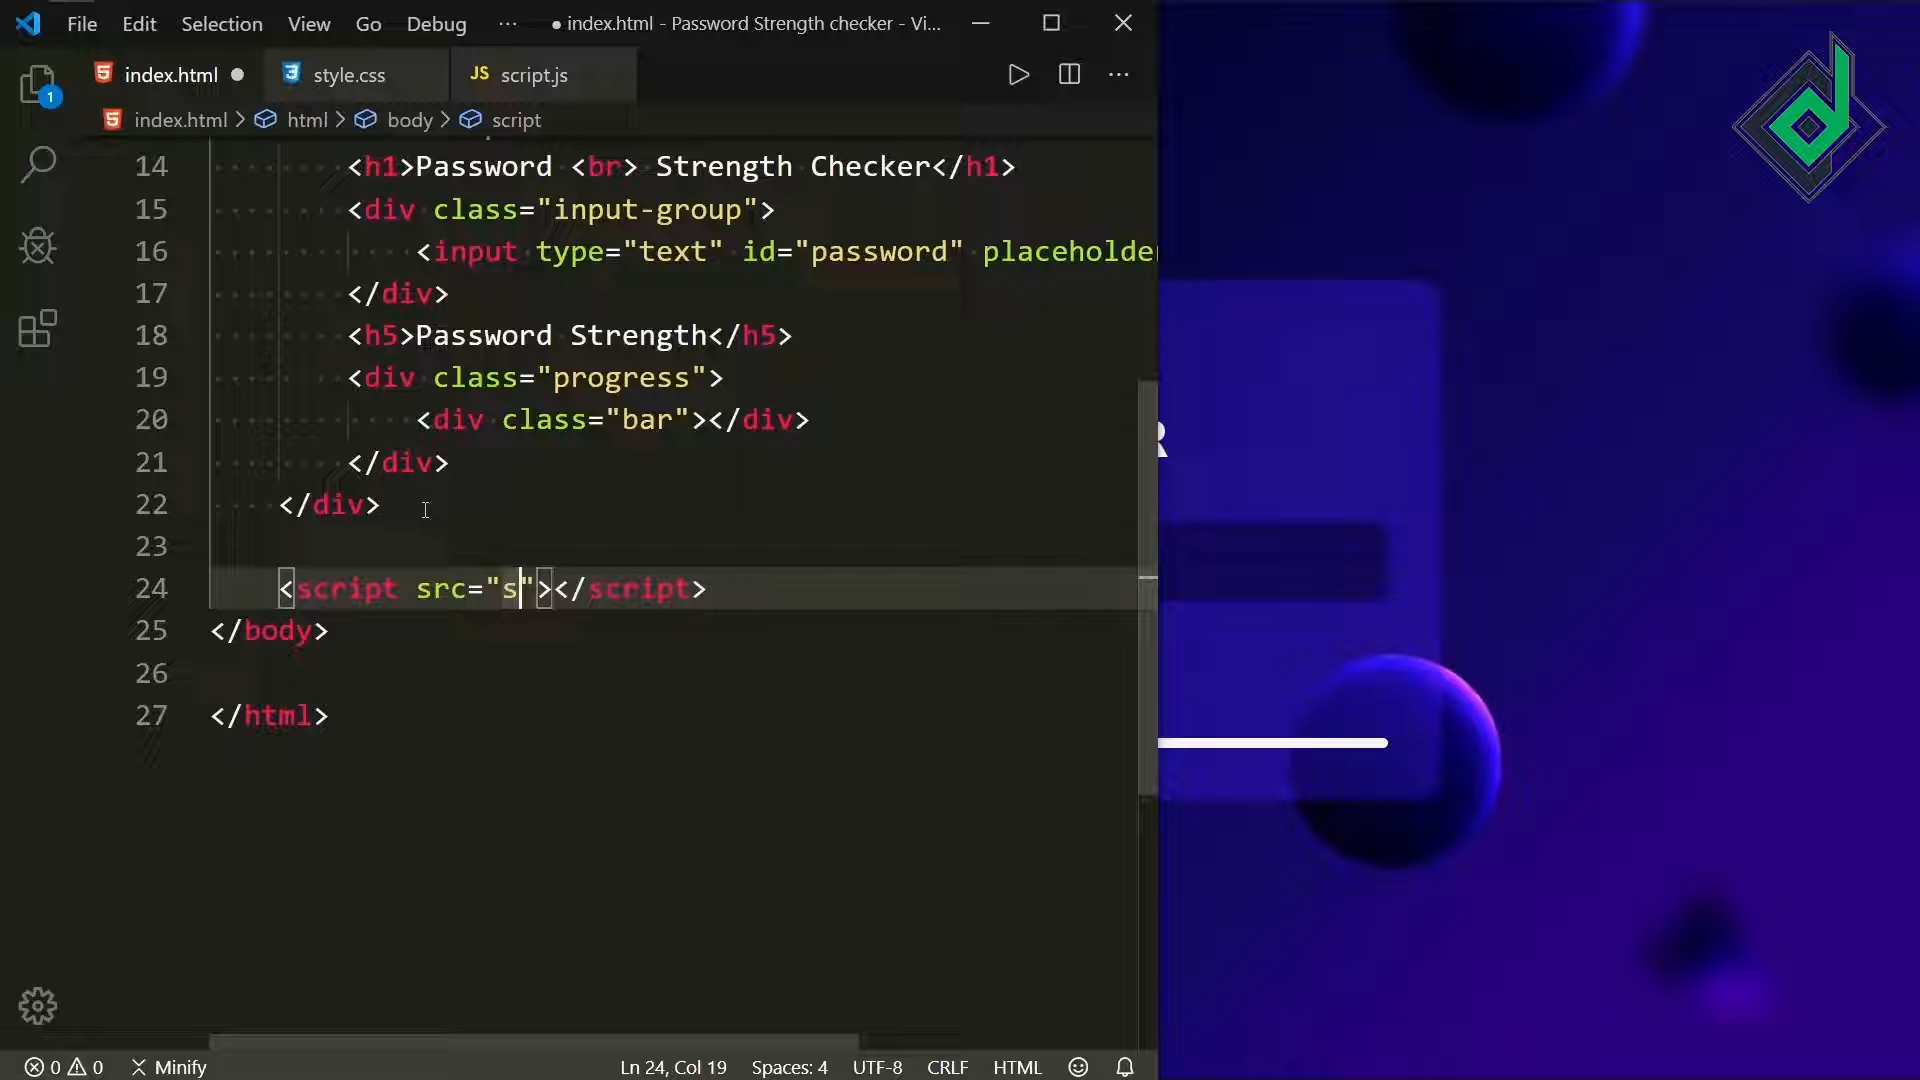 File Edit Selection View Go Debug ··· ● index.html - Password Strength checker - Vi...
index.html ● style.css JS script.js ···
1
index.html > html > body > script
14 <h1>Password <br> Strength Checker</h1>
15 <div class="input-group">
16 <input type="text" id="password" placeholde
17 </div>
18 <h5>Password Strength</h5>
19 <div class="progress">
20 <div class="bar"></div>
21 </div>
22 </div>
23
24 <script src="s"></script>
25 </body>
26
27 </html>
R
0 0 Minify Ln 24, Col 19 Spaces: 4 UTF-8 CRLF HTML